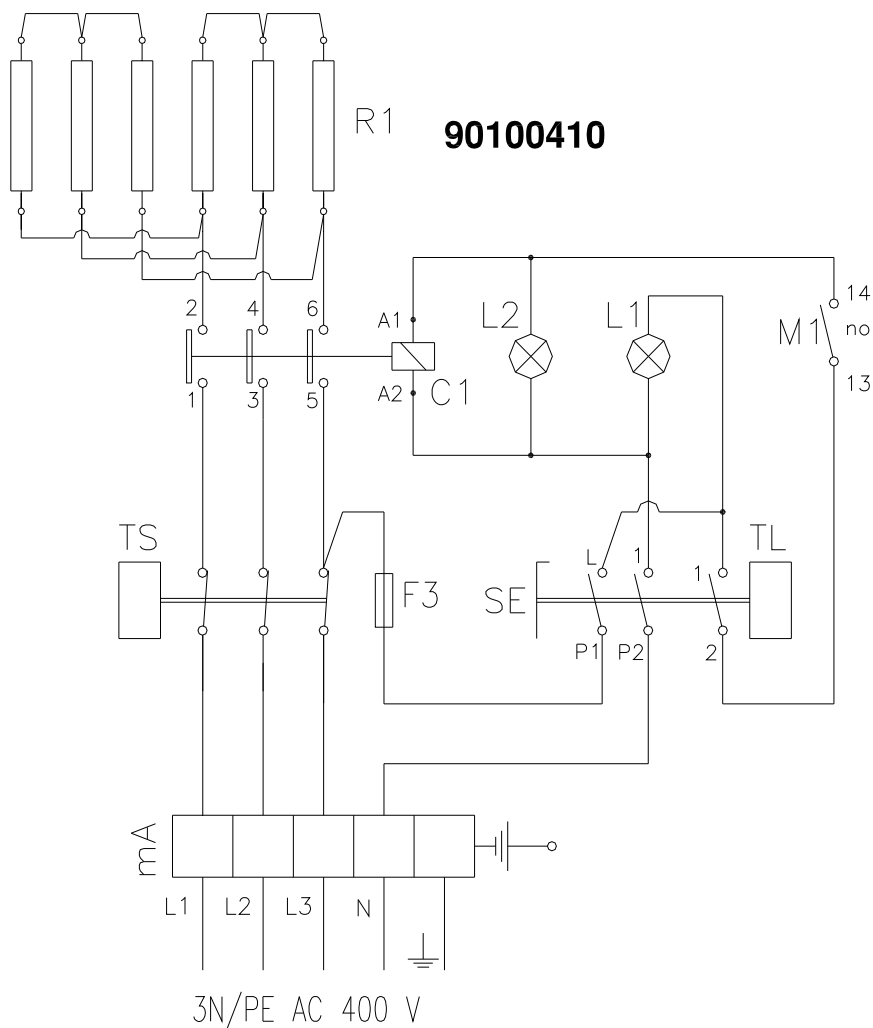 R1
90100410
2 4 6
A1
L2
L1
14
M1
no
A2
C1
13
1 3 5
TS
TL
L
1
1
F3
SE
P1
P2
2
mA
L1
L2
L3
N
3N/PE AC 400 V